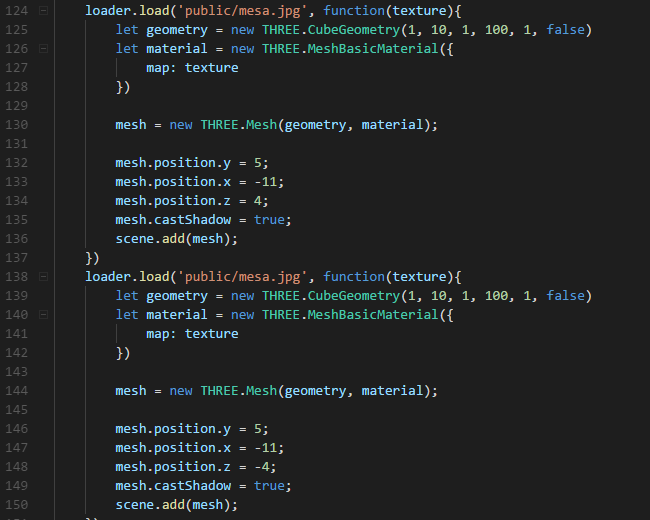 124 loader.load('public/mesa.jpg', function(texture){
125 let geometry = new THREE.CubeGeometry(1, 10, 1, 100, 1, false)
126 let material = new THREE.MeshBasicMaterial({
127 map: texture
128 })
129
130 mesh = new THREE.Mesh(geometry, material);
131
132 mesh.position.y = 5;
133 mesh.position.x = -11;
134 mesh.position.z = 4;
135 mesh.castShadow = true;
136 scene.add(mesh);
137 })
138 loader.load('public/mesa.jpg', function(texture){
139 let geometry = new THREE.CubeGeometry(1, 10, 1, 100, 1, false)
140 let material = new THREE.MeshBasicMaterial({
141 map: texture
142 })
143
144 mesh = new THREE.Mesh(geometry, material);
145
146 mesh.position.y = 5;
147 mesh.position.x = -11;
148 mesh.position.z = -4;
149 mesh.castShadow = true;
150 scene.add(mesh);